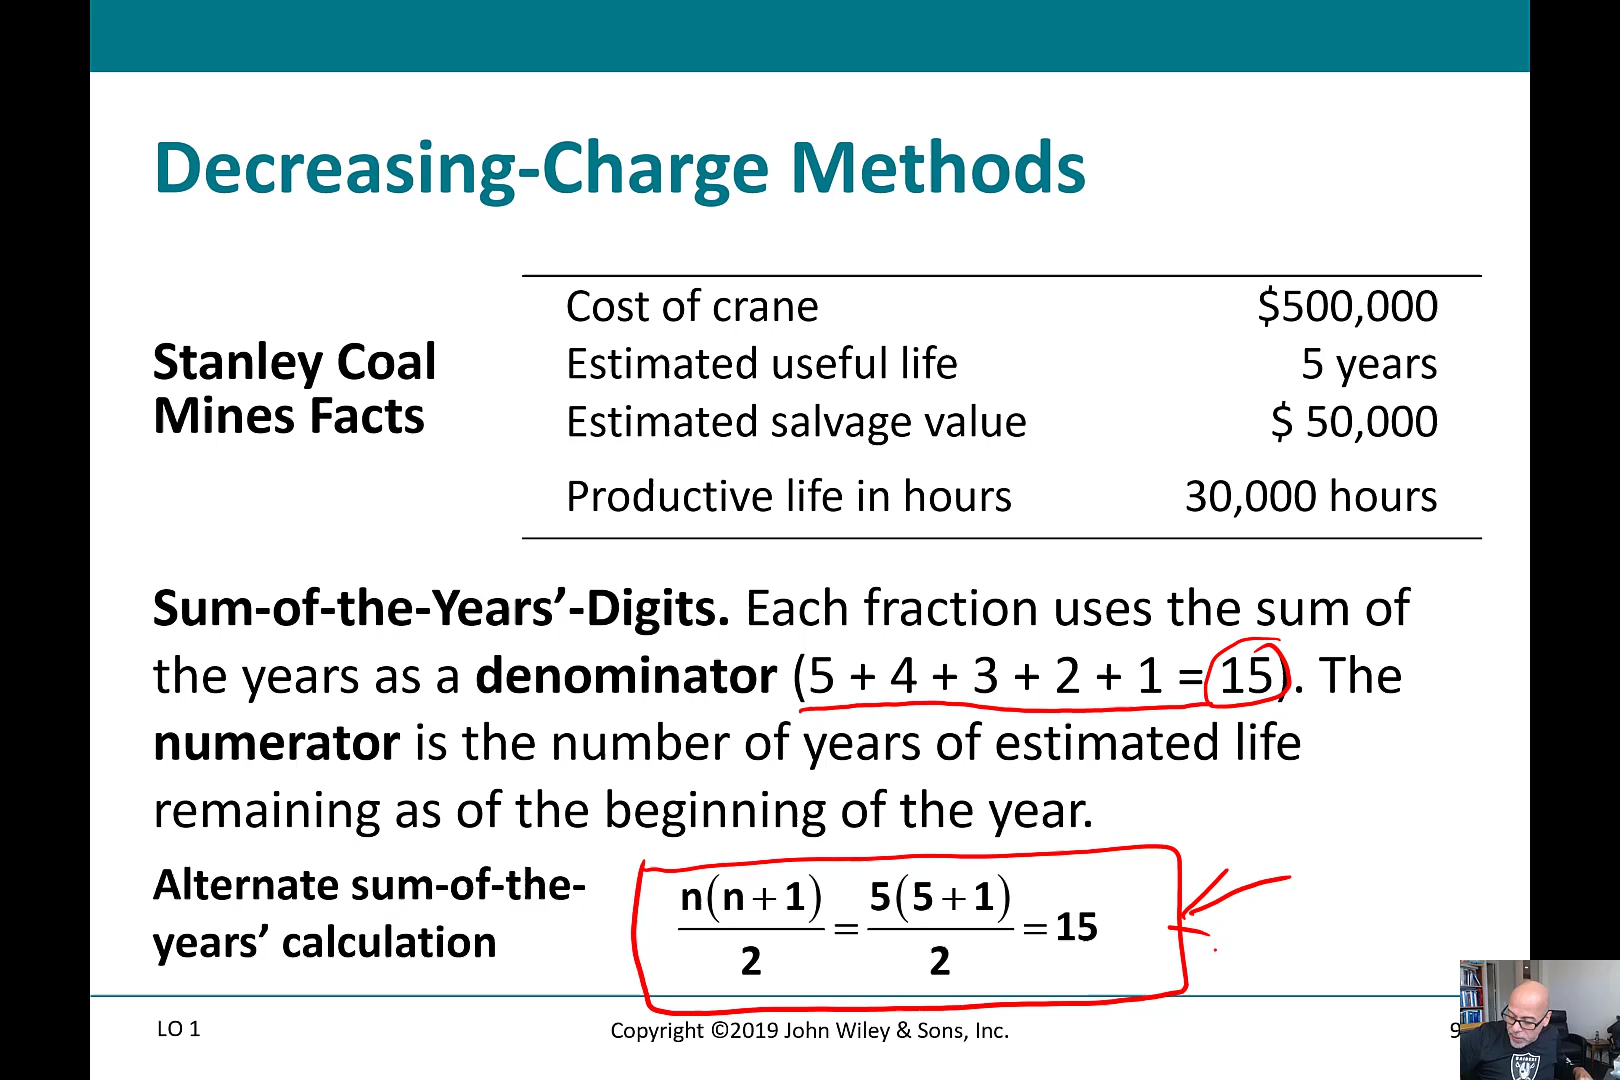 Decreasing-Charge Methods
Stanley Coal
Mines Facts
Cost of crane $500,000
Estimated useful life 5 years
Estimated salvage value $ 50,000
Productive life in hours 30,000 hours
Sum-of-the-Years’-Digits. Each fraction uses the sum of
the years as a denominator (5 + 4 + 3 + 2 + 1 = 15). The
numerator is the number of years of estimated life
remaining as of the beginning of the year.
Alternate sum-of-the-
years’ calculation
n(n + 1)/2 = 5(5 + 1)/2 = 15
LO 1
Copyright ©2019 John Wiley & Sons, Inc.
9
RAIDERS